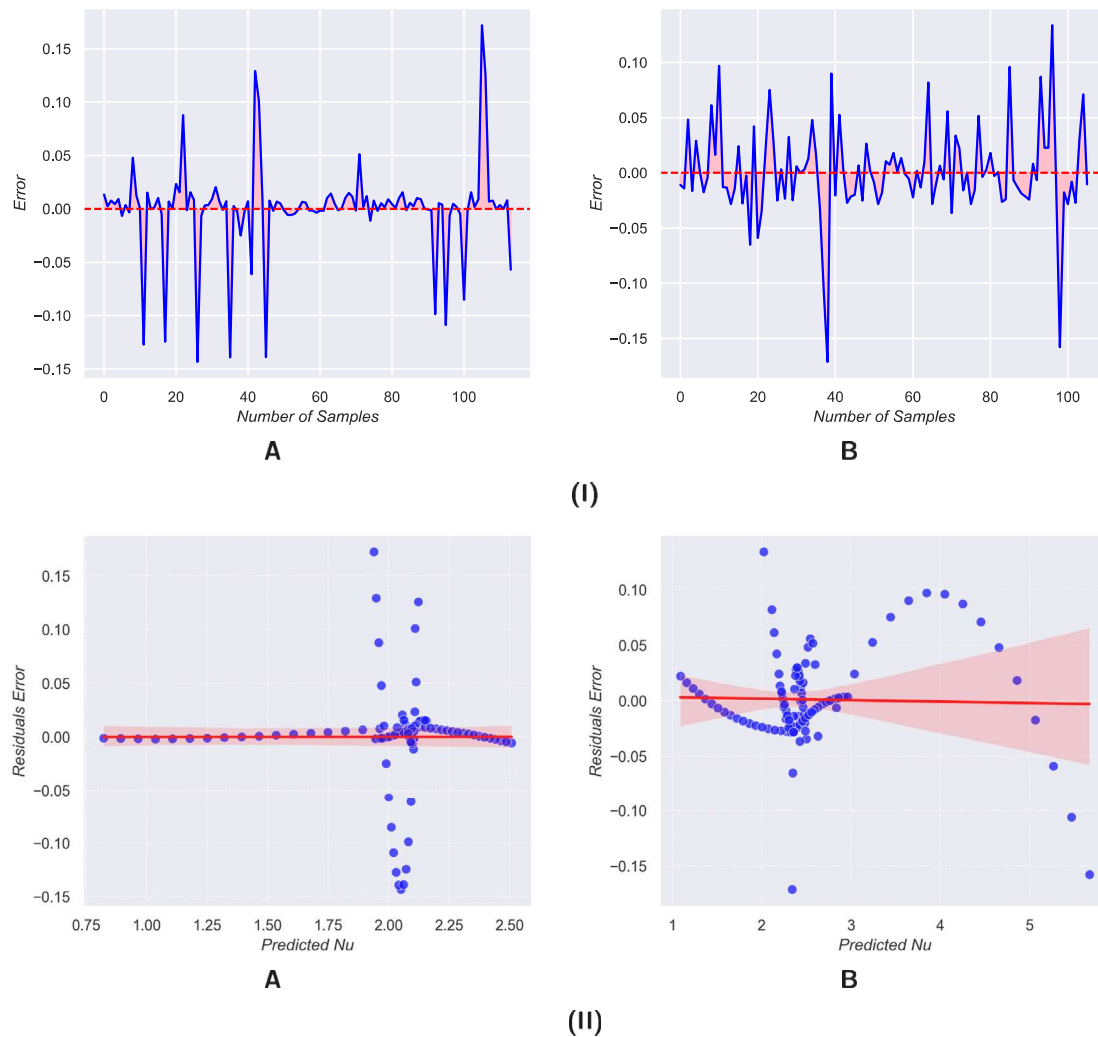 0.15
0.10
0.05
0.00
−0.05
−0.10
−0.15
Error
0 20 40 60 80 100
Number of Samples
A
0.10
0.05
0.00
−0.05
−0.10
−0.15
Error
0 20 40 60 80 100
Number of Samples
B
(I)
0.15
0.10
0.05
0.00
−0.05
−0.10
−0.15
Residuals Error
0.75 1.00 1.25 1.50 1.75 2.00 2.25 2.50
Predicted Nu
A
0.10
0.05
0.00
−0.05
−0.10
−0.15
Residuals Error
1 2 3 4 5
Predicted Nu
B
(II)